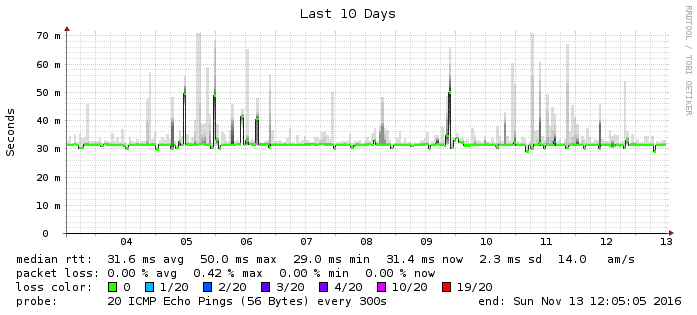 Last 10 Days
RRDTOOL / TOBI OETIKER
Seconds
70 m
60 m
50 m
40 m
30 m
20 m
10 m
0
04 05 06 07 08 09 10 11 12 13
median rtt: 31.6 ms avg 50.0 ms max 29.0 ms min 31.4 ms now 2.3 ms sd 14.0 am/s
packet loss: 0.00 % avg 0.42 % max 0.00 % min 0.00 % now
loss color: 0 1/20 2/20 3/20 4/20 10/20 19/20
probe: 20 ICMP Echo Pings (56 Bytes) every 300s end: Sun Nov 13 12:05:05 2016